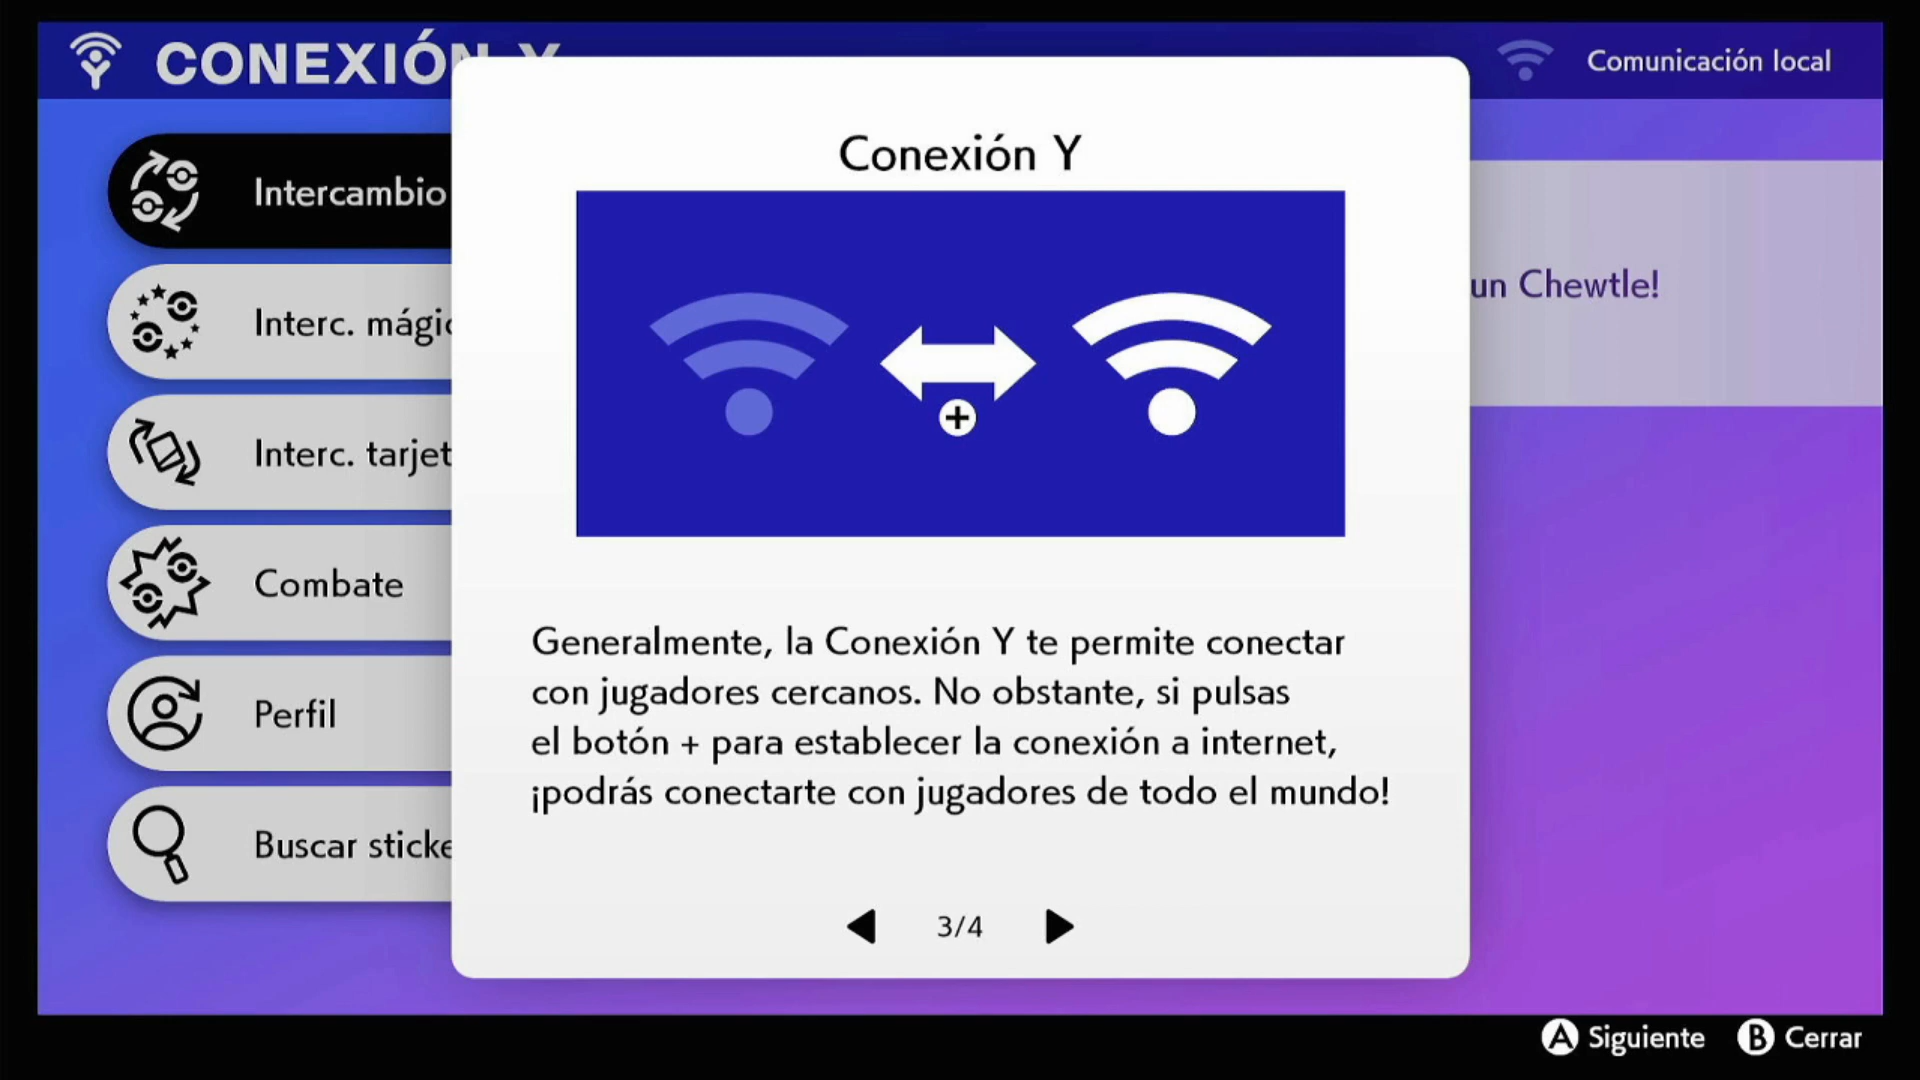 CONEXIÓN Y
Comunicación local
Intercambio
Interc. mági
Interc. tarjet
Combate
Perfil
Buscar sticke
un Chewtle!
Conexión Y
+
Generalmente, la Conexión Y te permite conectar
con jugadores cercanos. No obstante, si pulsas
el botón + para establecer la conexión a internet,
¡podrás conectarte con jugadores de todo el mundo!
3/4
A Siguiente B Cerrar